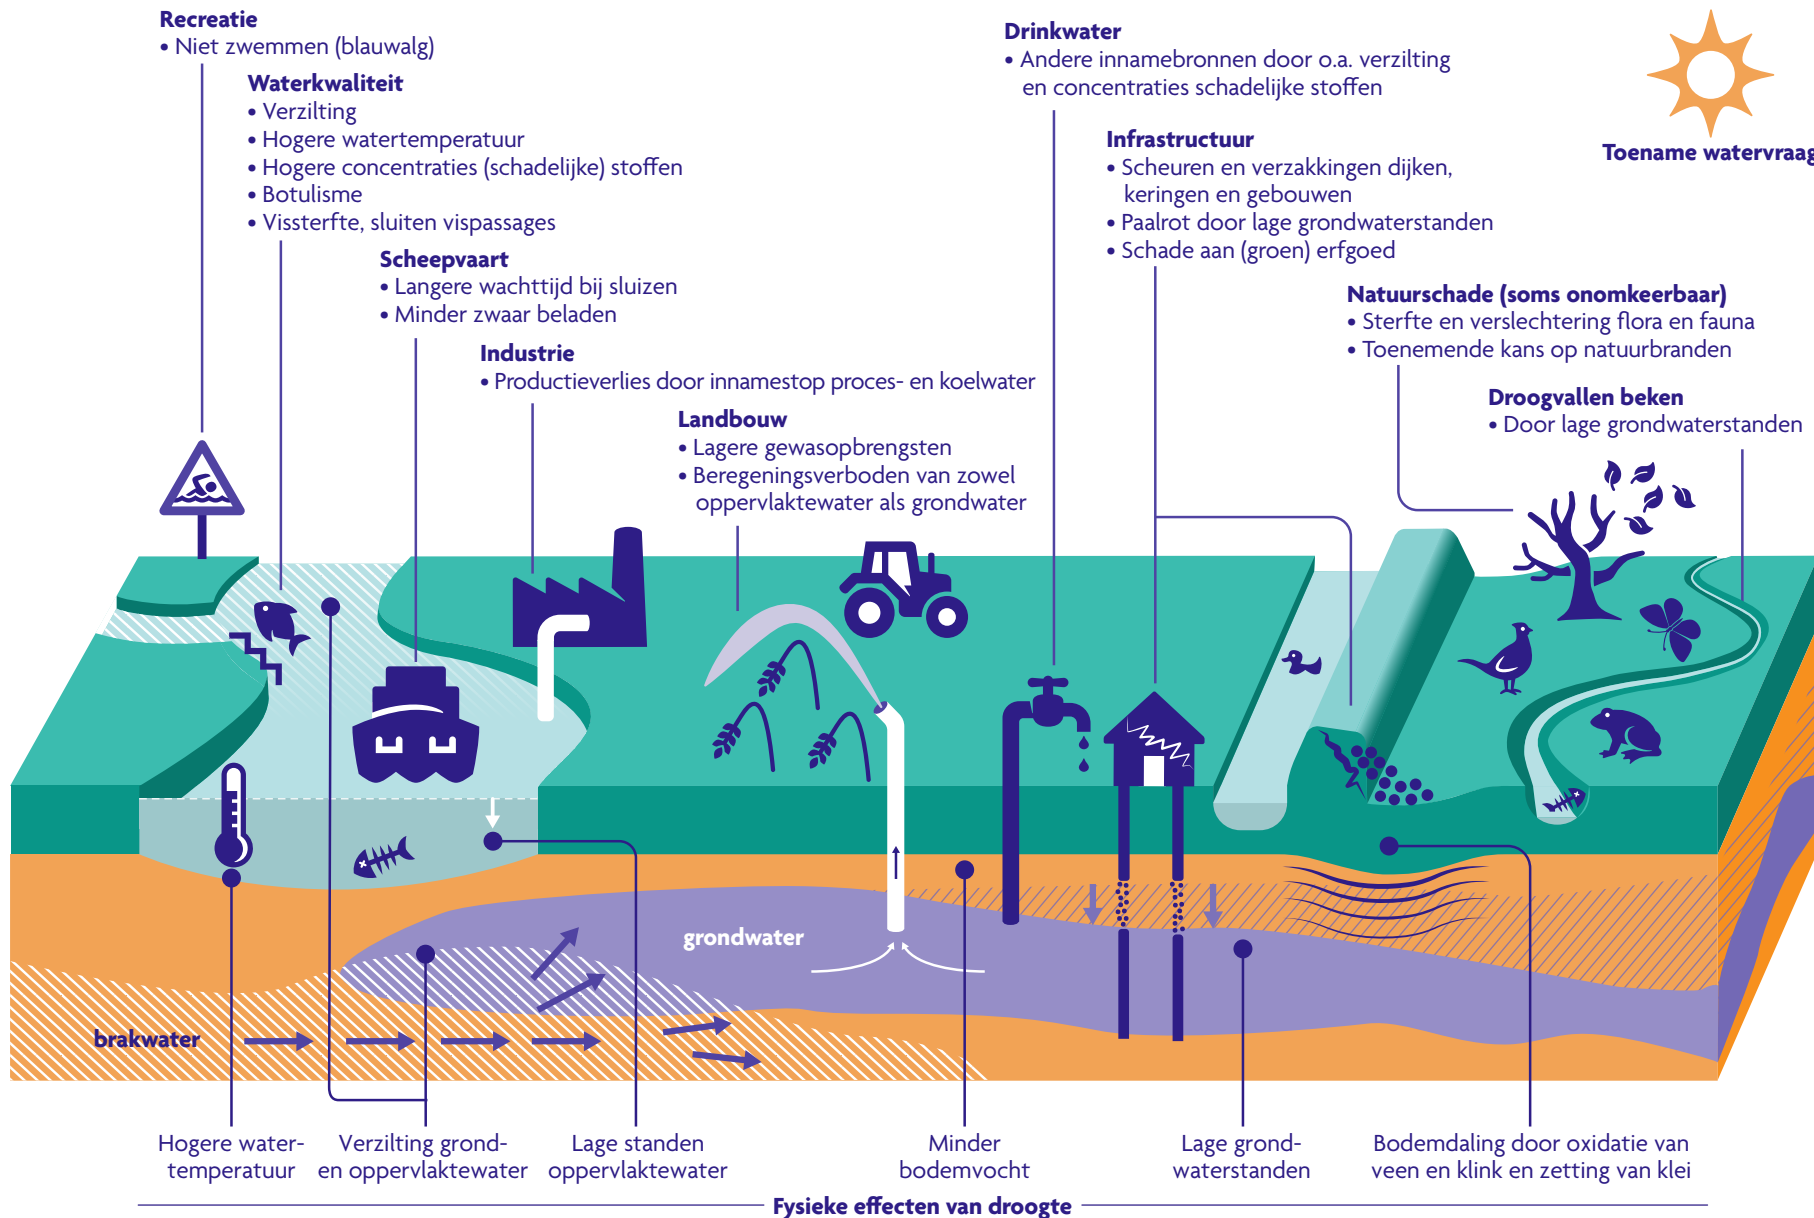 Recreatie
• Niet zwemmen (blauwalg)
Waterkwaliteit
• Verzilting
• Hogere watertemperatuur
• Hogere concentraties (schadelijke) stoffen
• Botulisme
• Vissterfte, sluiten vispassages
Scheepvaart
• Langere wachttijd bij sluizen
• Minder zwaar beladen
Industrie
• Productieverlies door innamestop proces- en koelwater
Landbouw
• Lagere gewasopbrengsten
• Beregeningsverboden van zowel
oppervlaktewater als grondwater
Drinkwater
• Andere innamebronnen door o.a. verzilting
en concentraties schadelijke stoffen
Infrastructuur
• Scheuren en verzakkingen dijken,
keringen en gebouwen
• Paalrot door lage grondwaterstanden
• Schade aan (groen) erfgoed
Toename watervraag
Natuurschade (soms onomkeerbaar)
• Sterfte en verslechtering flora en fauna
• Toenemende kans op natuurbranden
Droogvallen beken
• Door lage grondwaterstanden
grondwater
brakwater
Hogere water-
temperatuur
Verzilting grond-
en oppervlaktewater
Lage standen
oppervlaktewater
Minder
bodemvocht
Lage grond-
waterstanden
Bodemdaling door oxidatie van
veen en klink en zetting van klei
Fysieke effecten van droogte